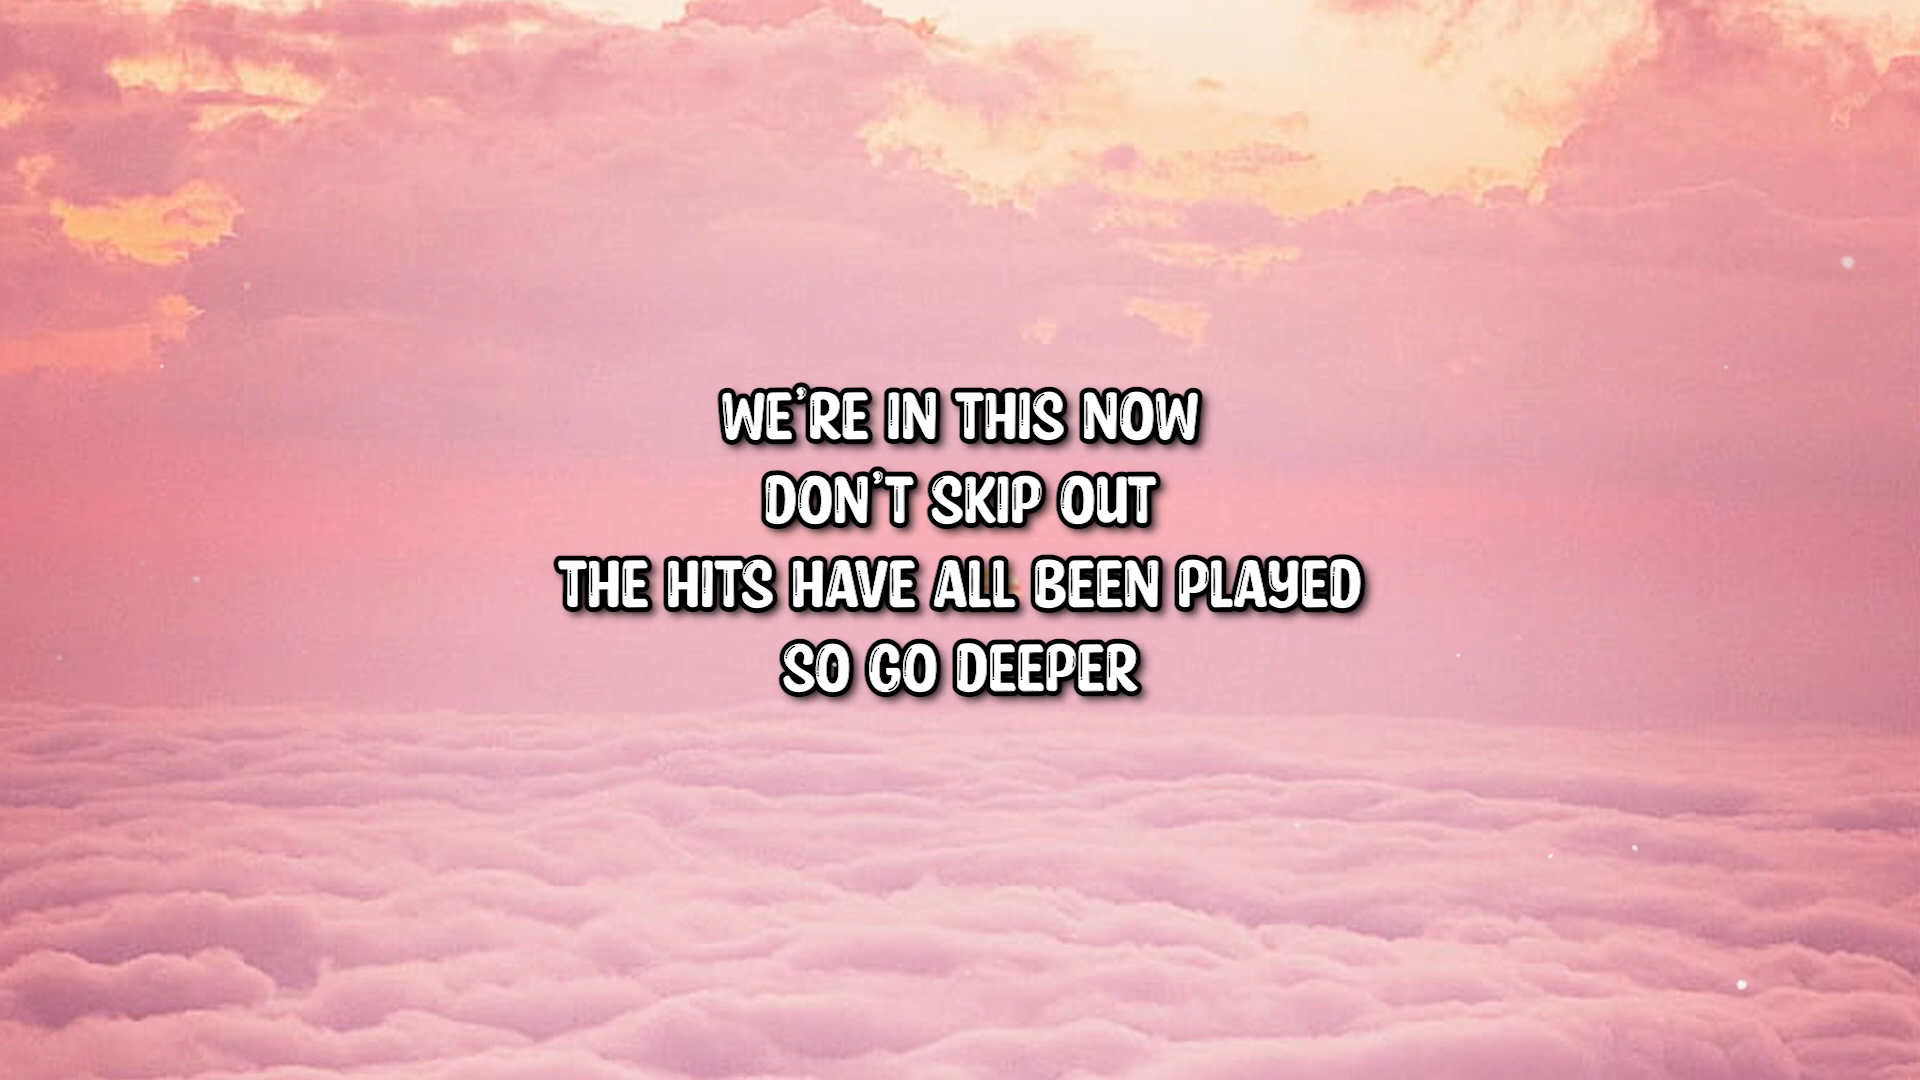 WE'RE IN THIS NOW
DON'T SKIP OUT
THE HITS HAVE ALL BEEN PLAYED
SO GO DEEPER